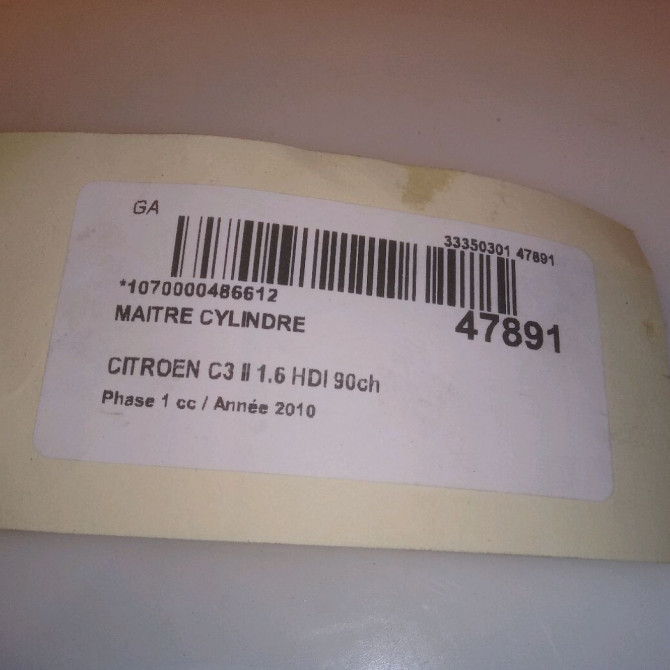 GA
33350301 47891
*1070000486612
47891
MAITRE CYLINDRE
CITROEN C3 II 1.6 HDI 90ch
Phase 1 cc / Année 2010